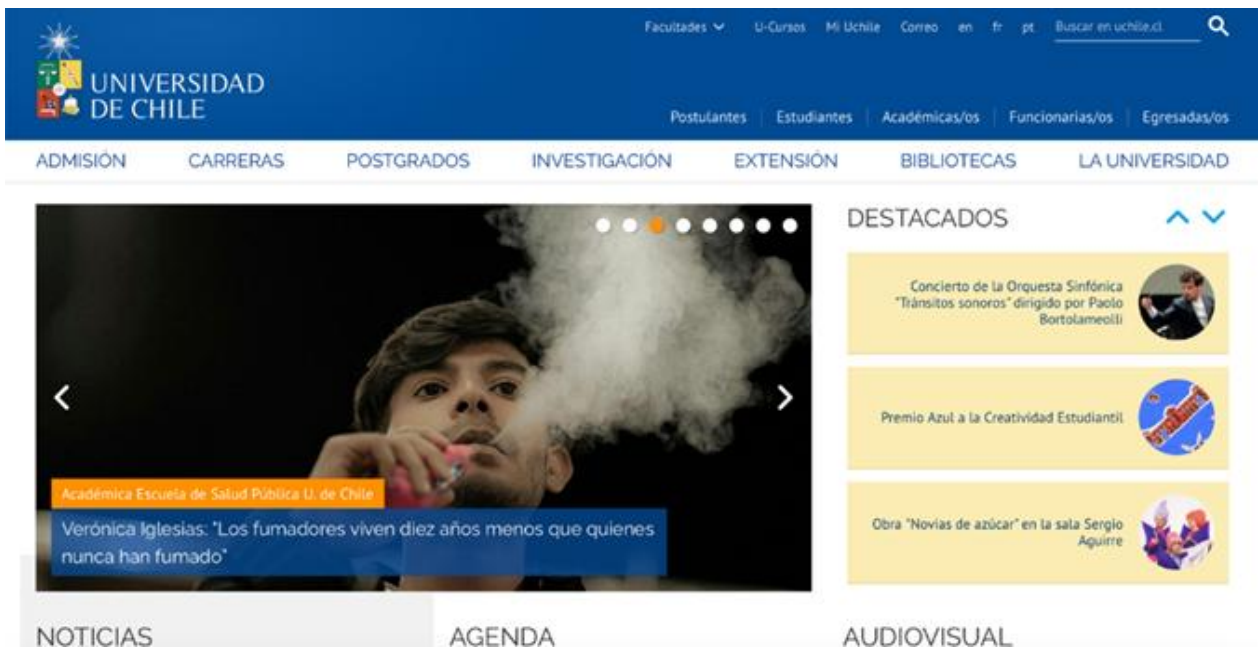 Facultades
U-Cursos
Mi Uchile
Correo
en
fr
pt
Buscar en uchile.cl
UNIVERSIDAD
DE CHILE
Postulantes
Estudiantes
Académicas/os
Funcionarias/os
Egresadas/os
ADMISIÓN
CARRERAS
POSTGRADOS
INVESTIGACIÓN
EXTENSIÓN
BIBLIOTECAS
LA UNIVERSIDAD
Académica Escuela de Salud Pública U. de Chile
Verónica Iglesias: "Los fumadores viven diez años menos que quienes
nunca han fumado"
DESTACADOS
Concierto de la Orquesta Sinfónica
"Tránsitos sonoros" dirigido por Paolo
Bortolameolli
Premio Azul a la Creatividad Estudiantil
Obra "Novias de azúcar" en la sala Sergio
Aguirre
NOTICIAS
AGENDA
AUDIOVISUAL